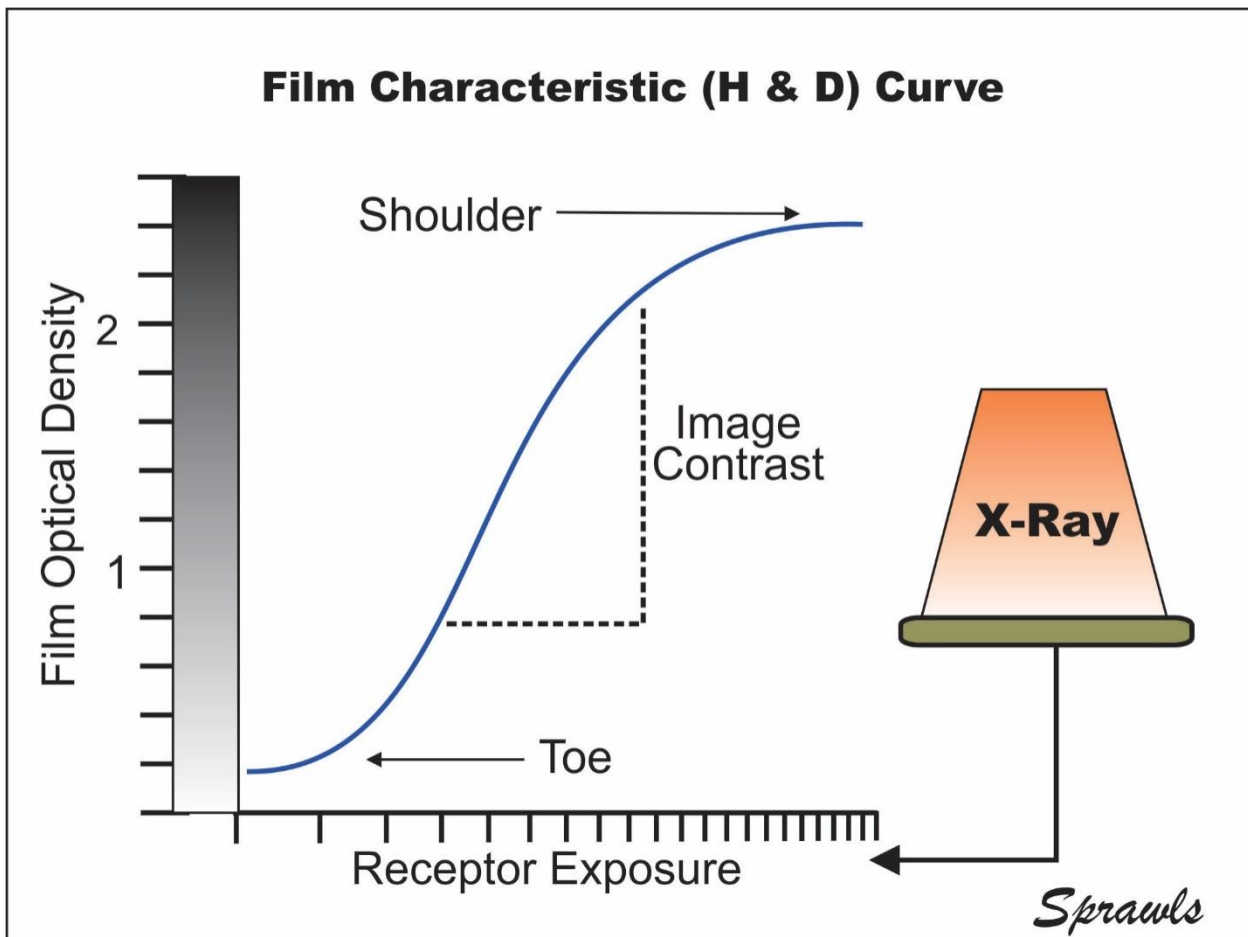 Film Characteristic (H & D) Curve
Shoulder
Film Optical Density
2
Image
Contrast
X-Ray
1
Toe
Receptor Exposure
Sprawls